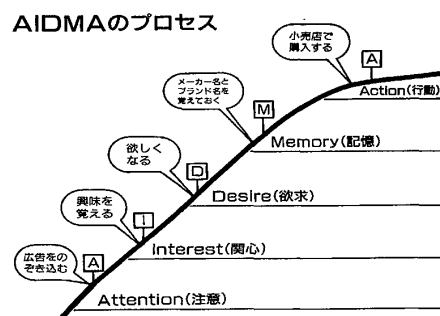 AIDMAのプロセス
小売店で
購入する
A
Action(行動)
メーカー名と
ブランド名を
覚えておく
M
Memory(記憶)
欲しく
なる
D
Desire(欲求)
興味を
覚える
I
Interest(関心)
広告をの
ぞき込む
A
Attention(注意)